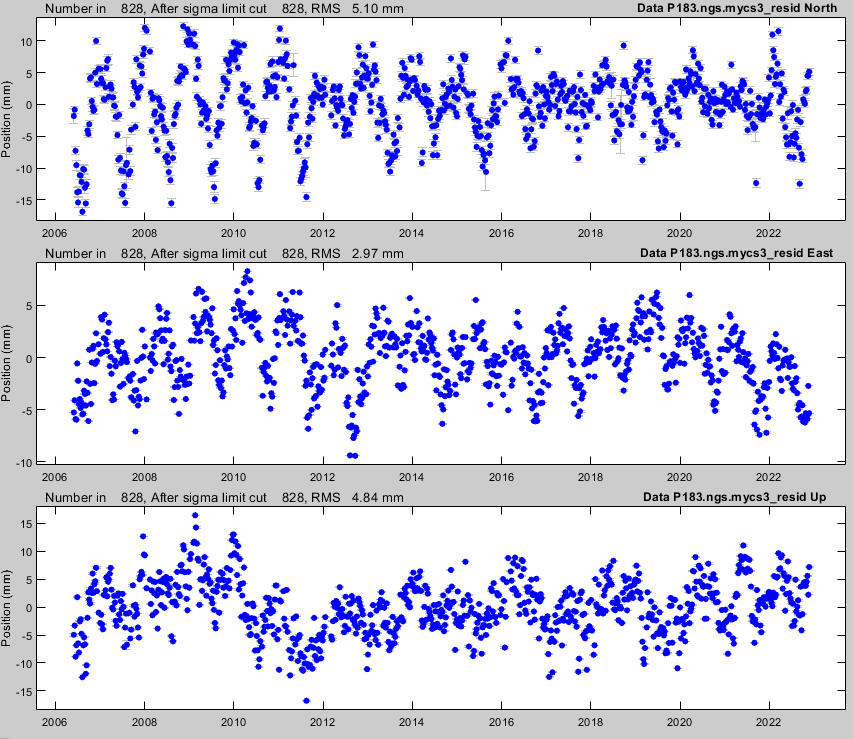 Number in 828, After sigma limit cut 828, RMS 5.10 mm Data P183.ngs.mycs3_resid North
Position (mm)
10
5
0
-5
-10
-15
2006 2008 2010 2012 2014 2016 2018 2020 2022
Number in 828, After sigma limit cut 828, RMS 2.97 mm Data P183.ngs.mycs3_resid East
Position (mm)
5
0
-5
-10
2006 2008 2010 2012 2014 2016 2018 2020 2022
Number in 828, After sigma limit cut 828, RMS 4.84 mm Data P183.ngs.mycs3_resid Up
Position (mm)
15
10
5
0
-5
-10
-15
2006 2008 2010 2012 2014 2016 2018 2020 2022